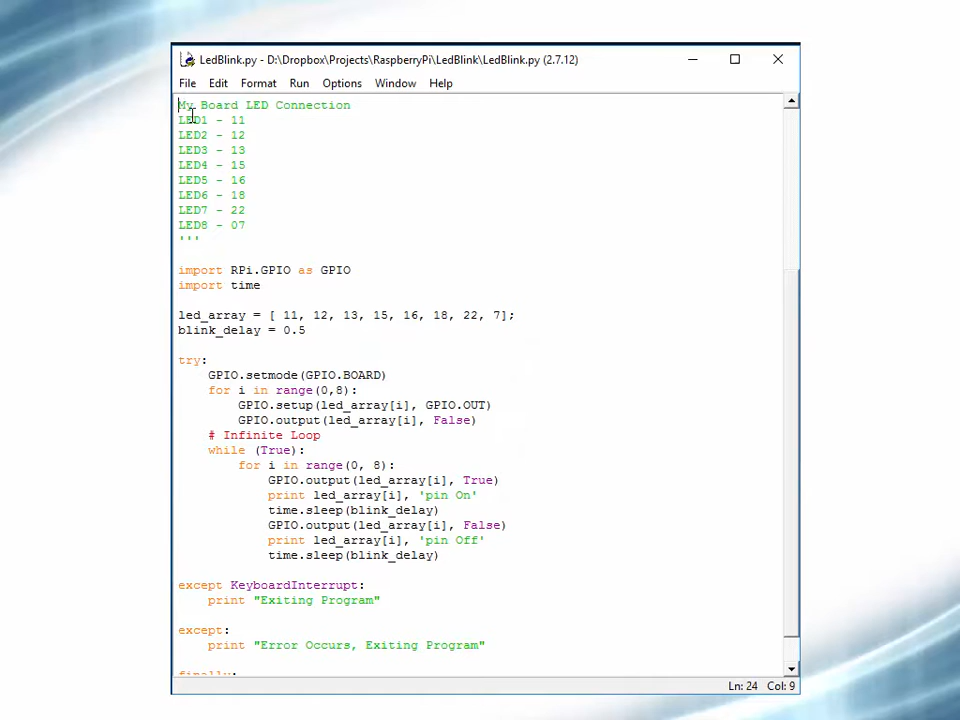 LedBlink.py - D:\Dropbox\Projects\RaspberryPi\LedBlink\LedBlink.py (2.7.12)
File Edit Format Run Options Window Help
My Board LED Connection
LED1 - 11
LED2 - 12
LED3 - 13
LED4 - 15
LED5 - 16
LED6 - 18
LED7 - 22
LED8 - 07
'''
import RPi.GPIO as GPIO
import time
led_array = [ 11, 12, 13, 15, 16, 18, 22, 7];
blink_delay = 0.5
try:
    GPIO.setmode(GPIO.BOARD)
    for i in range(0,8):
        GPIO.setup(led_array[i], GPIO.OUT)
        GPIO.output(led_array[i], False)
    # Infinite Loop
    while (True):
        for i in range(0, 8):
            GPIO.output(led_array[i], True)
            print led_array[i], 'pin On'
            time.sleep(blink_delay)
            GPIO.output(led_array[i], False)
            print led_array[i], 'pin Off'
            time.sleep(blink_delay)
except KeyboardInterrupt:
    print "Exiting Program"
except:
    print "Error Occurs, Exiting Program"
finally:
Ln: 24 Col: 9